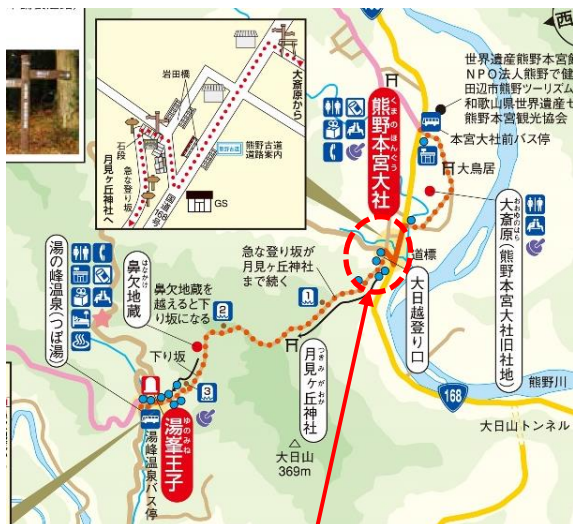 西
168
世界遺産熊野本宮館
NPO法人熊野で健
田辺市熊野ツーリズム
和歌山県世界遺産セ
熊野本宮観光協会
本宮大社前バス停
大鳥居
熊野本宮大社
くまのほんぐう
大斎原(熊野本宮大社旧社地)
おおゆのはら
道標
大日越登り口
熊野川
168
大日山トンネル
岩田橋
大斎原から
石段
急な登り坂
月見ヶ丘神社へ
国道168号
熊野古道
熊野古道
道路案内
GS
急な登り坂が
月見ヶ丘神社
まで続く
1
2
3
鼻欠地蔵
はなかけ
鼻欠地蔵を
越えると下
り坂になる
下り坂
湯の峰温泉(つぼ湯)
月見ヶ丘神社
つきみがおか
大日山
369m
湯峯王子
ゆのみね
湯峰温泉バス停